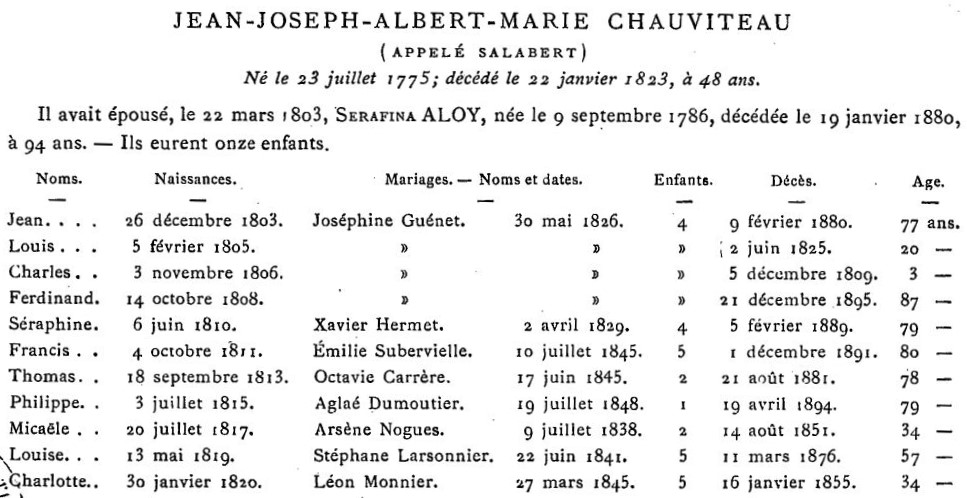 JEAN-JOSEPH-ALBERT-MARIE CHAUVITEAU
(APPELÉ SALABERT)
Né le 23 juillet 1775; décédé le 22 janvier 1823, à 48 ans.
Il avait épousé, le 22 mars 1803, SERAFINA ALOY, née le 9 septembre 1786, décédée le 19 janvier 1880,
à 94 ans. — Ils eurent onze enfants.
Noms. Naissances. Mariages. — Noms et dates. Enfants. Décès. Age.
Jean. . . . 26 décembre 1803. Joséphine Guénet. 30 mai 1826. 4 9 février 1880. 77 ans.
Louis . . . 5 février 1805. » » » 2 juin 1825. 20 —
Charles . . 3 novembre 1806. » » » 5 décembre 1809. 3 —
Ferdinand. 14 octobre 1808. » » » 21 décembre 1895. 87 —
Séraphine. 6 juin 1810. Xavier Hermet. 2 avril 1829. 4 5 février 1889. 79 —
Francis . . 4 octobre 1811. Émilie Subervielle. 10 juillet 1845. 5 1 décembre 1891. 80 —
Thomas. . 18 septembre 1813. Octavie Carrère. 17 juin 1845. 2 21 août 1881. 78 —
Philippe. . 3 juillet 1815. Aglaé Dumoutier. 19 juillet 1848. 1 19 avril 1894. 79 —
Micaële . . 20 juillet 1817. Arsène Nogues. 9 juillet 1838. 2 14 août 1851. 34 —
Louise. . . 13 mai 1819. Stéphane Larsonnier. 22 juin 1841. 5 11 mars 1876. 57 —
Charlotte.. 30 janvier 1820. Léon Monnier. 27 mars 1845. 5 16 janvier 1855. 34 —